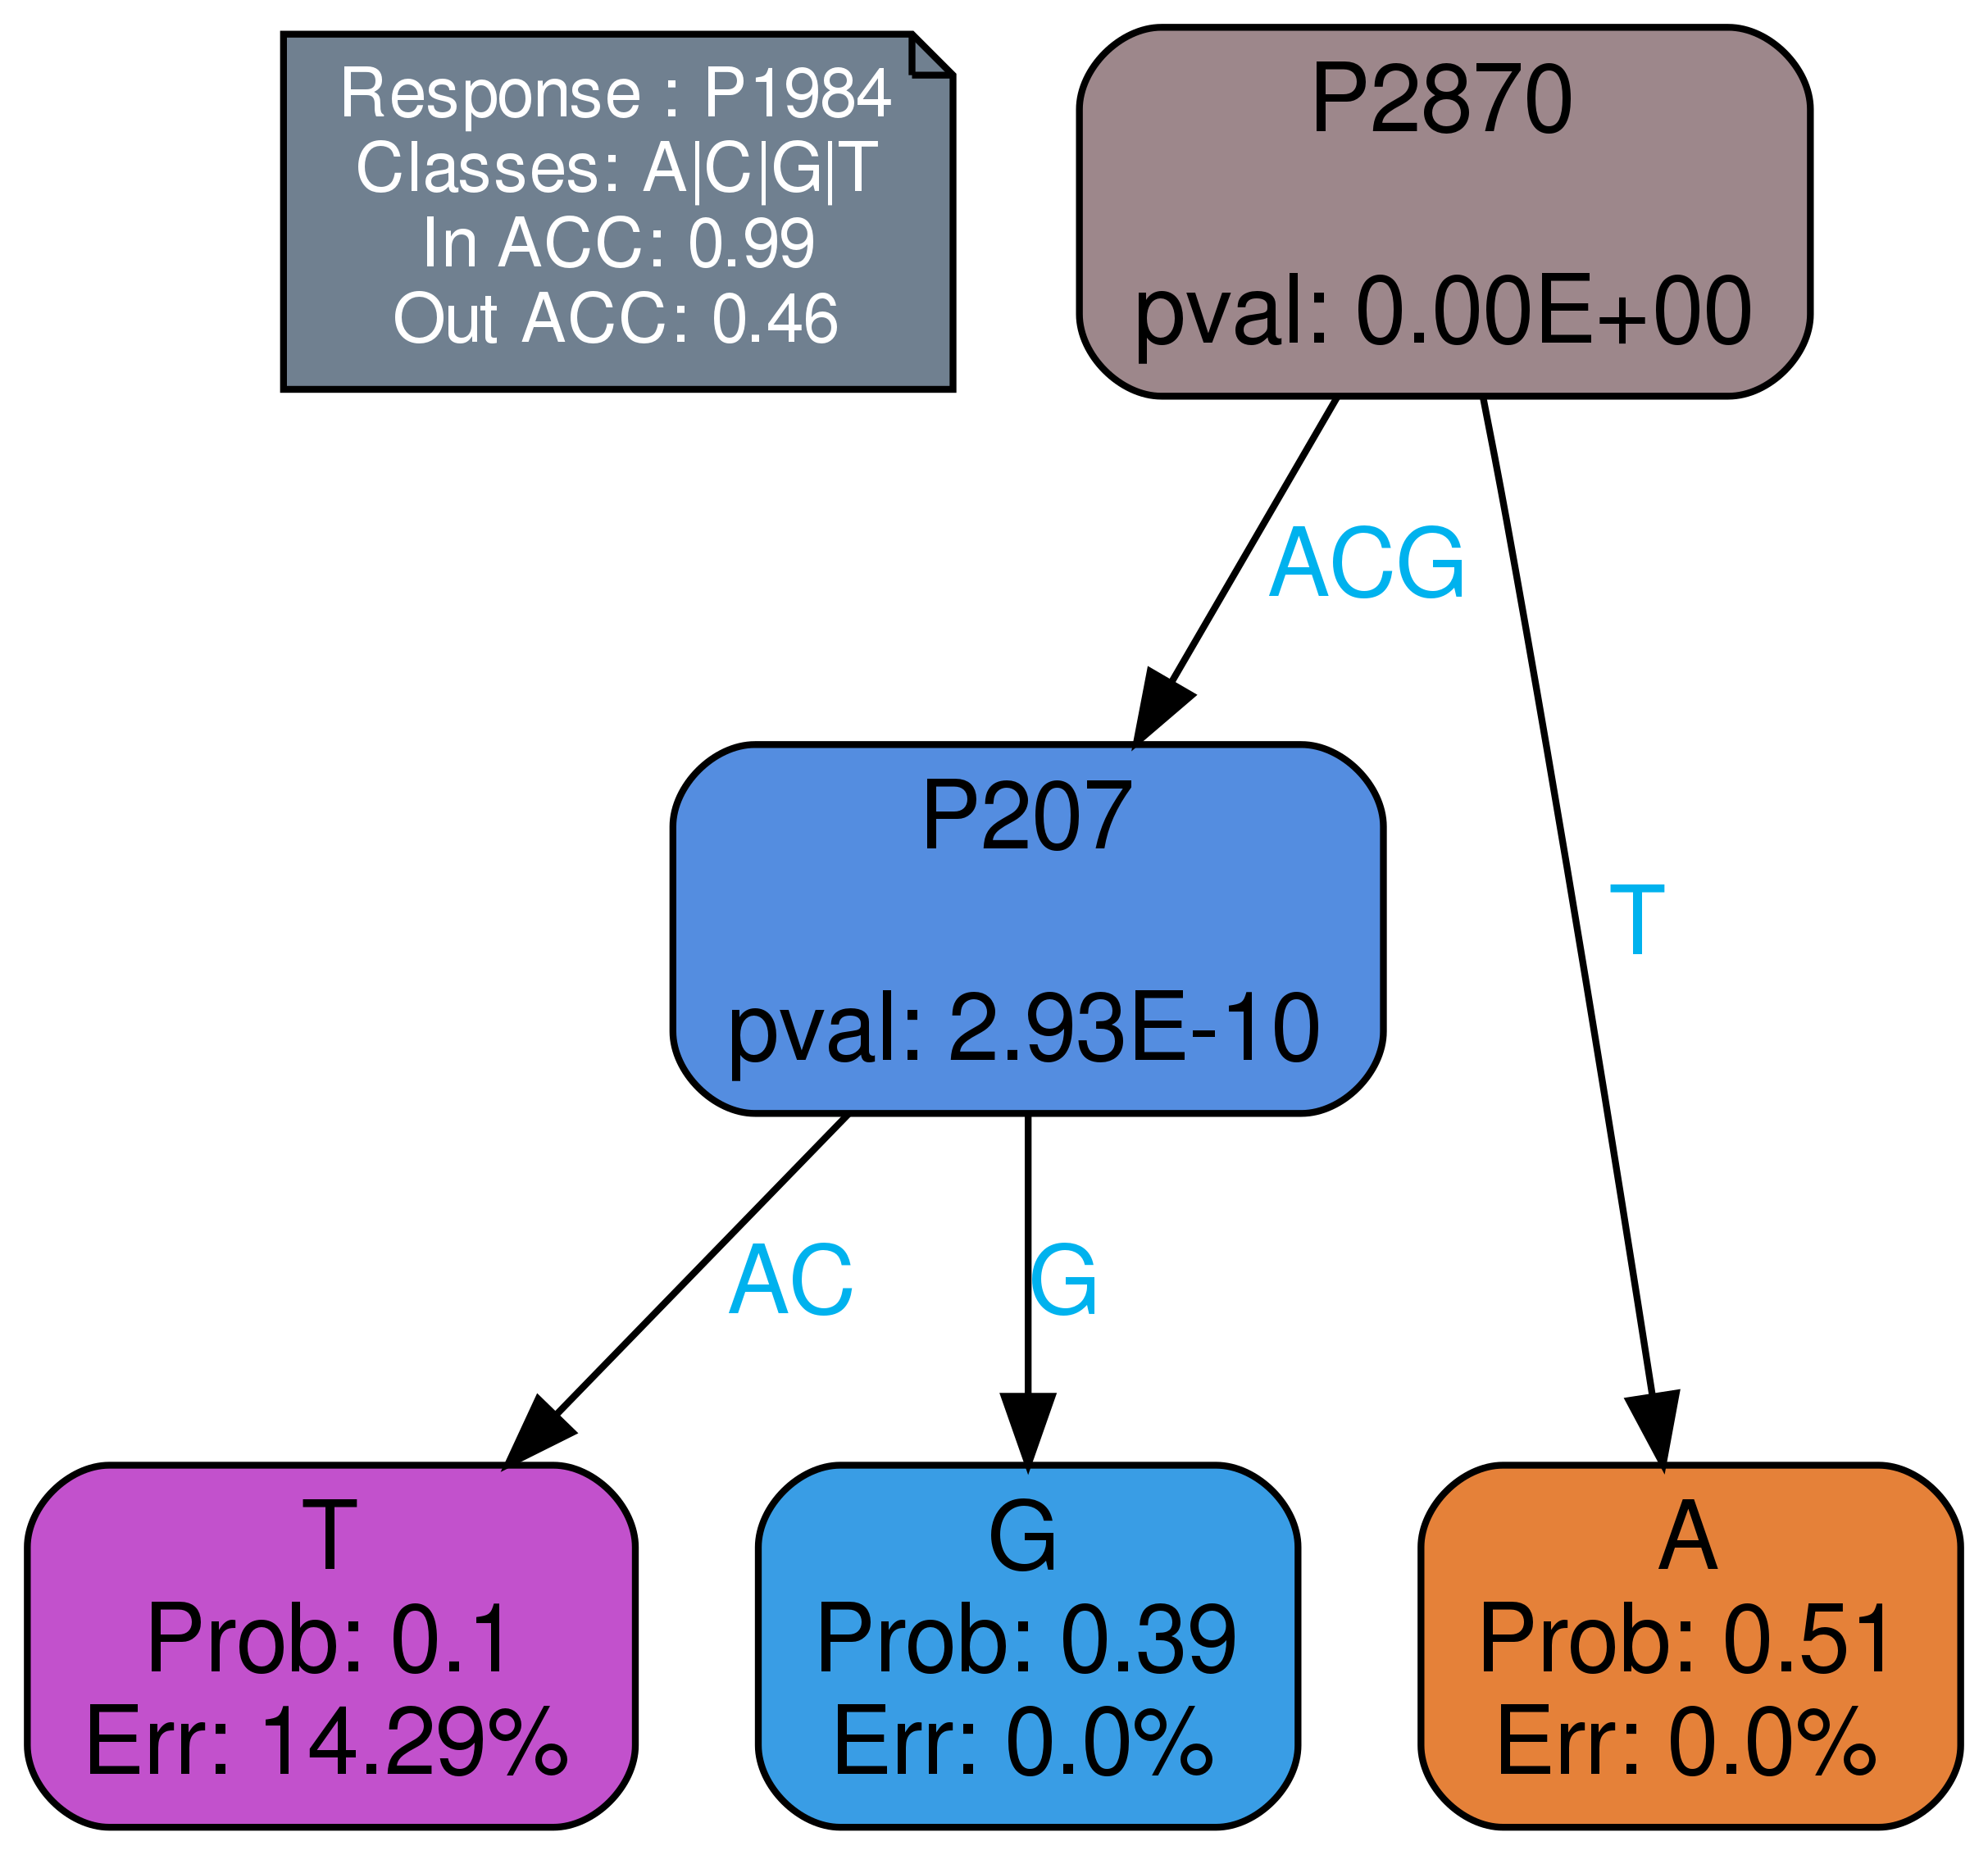 Response : P1984
Classes: A|C|G|T
In ACC: 0.99
Out ACC: 0.46
P2870
pval: 0.00E+00
ACG
T
P207
pval: 2.93E-10
AC
G
T
Prob: 0.1
Err: 14.29%
G
Prob: 0.39
Err: 0.0%
A
Prob: 0.51
Err: 0.0%